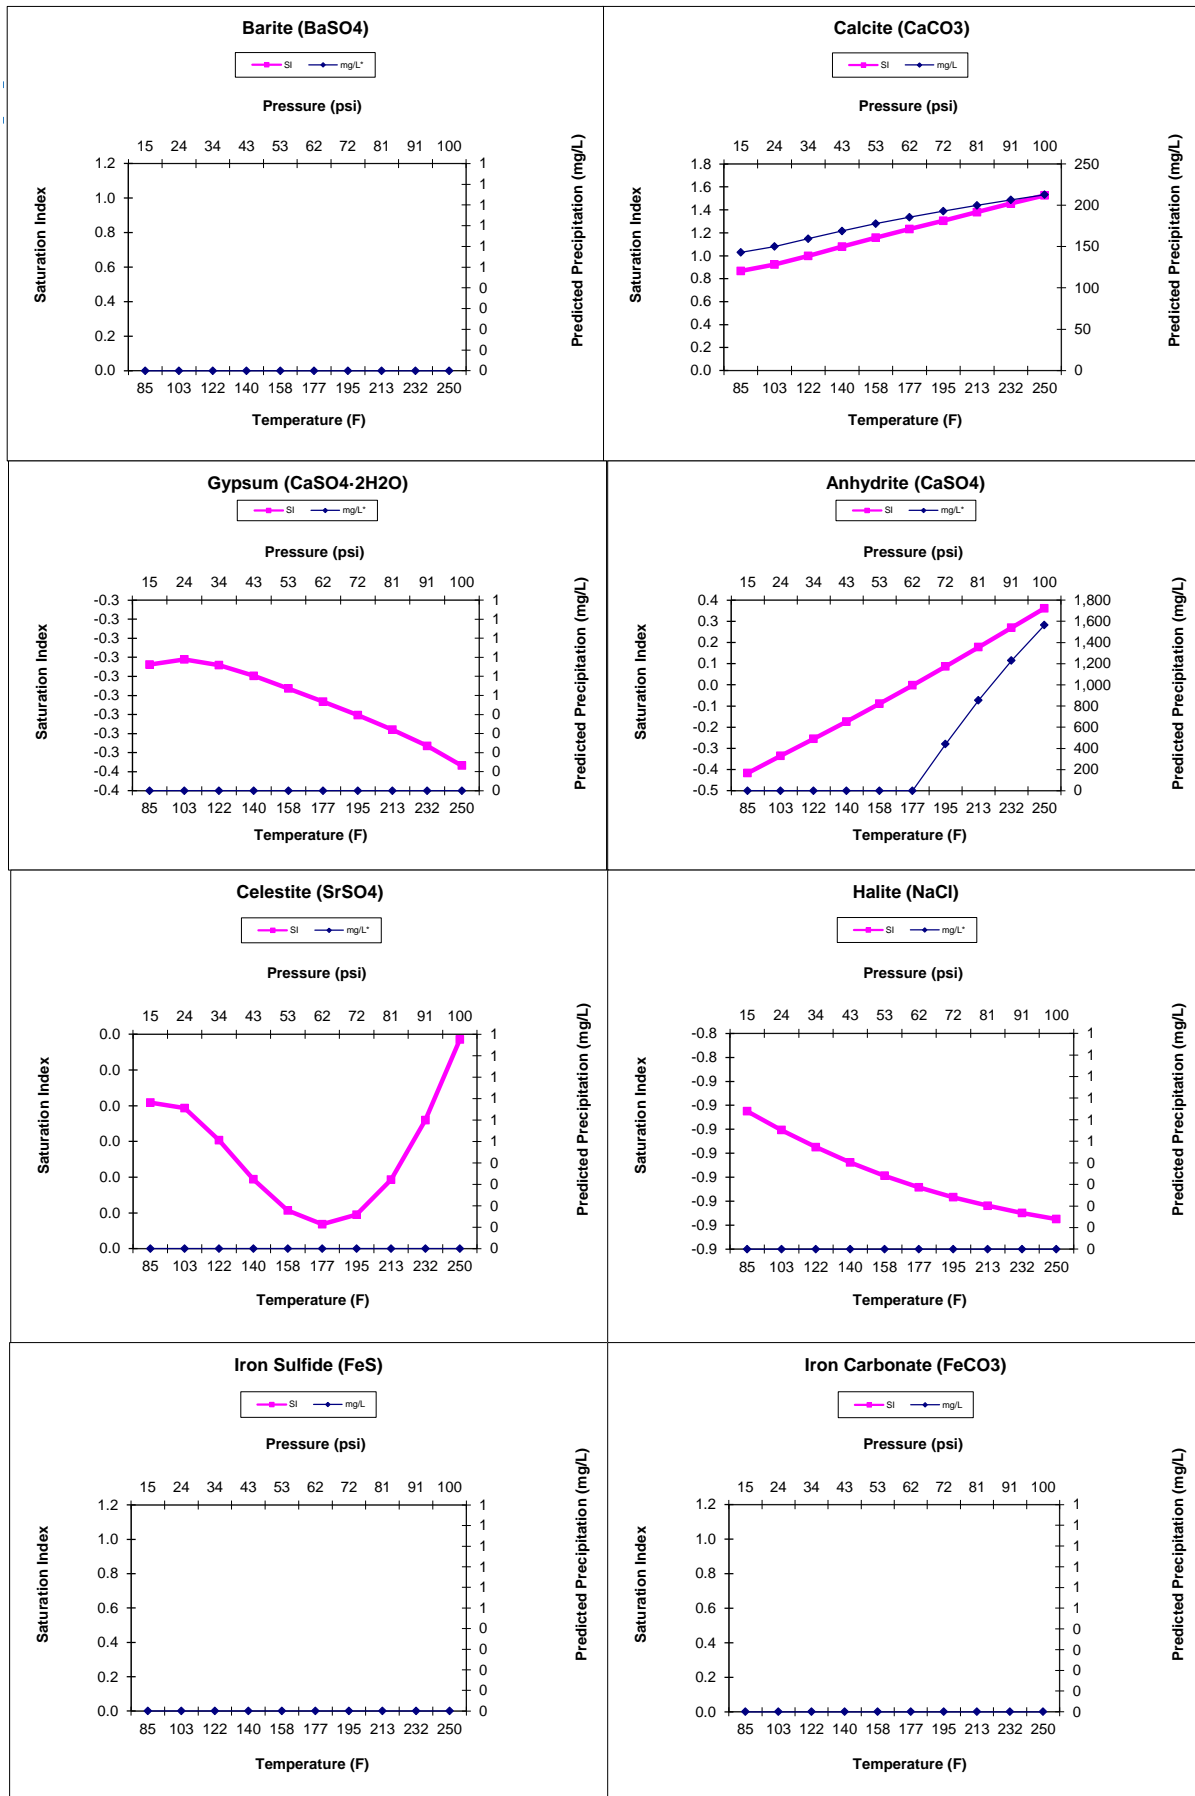 Barite (BaSO4)
SI mg/L*
Pressure (psi)
15 24 34 43 53 62 72 81 91 100
Saturation Index
1.2
1.0
0.8
0.6
0.4
0.2
0.0
Predicted Precipitation (mg/L)
1
1
1
1
1
1
0
0
0
0
0
85 103 122 140 158 177 195 213 232 250
Temperature (F)
Calcite (CaCO3)
SI mg/L
Pressure (psi)
15 24 34 43 53 62 72 81 91 100
Saturation Index
1.8
1.6
1.4
1.2
1.0
0.8
0.6
0.4
0.2
0.0
Predicted Precipitation (mg/L)
250
200
150
100
50
0
85 103 122 140 158 177 195 213 232 250
Temperature (F)
Gypsum (CaSO4·2H2O)
SI mg/L*
Pressure (psi)
15 24 34 43 53 62 72 81 91 100
Saturation Index
-0.3
-0.3
-0.3
-0.3
-0.3
-0.3
-0.3
-0.3
-0.3
-0.4
-0.4
Predicted Precipitation (mg/L)
1
1
1
1
1
1
0
0
0
0
0
85 103 122 140 158 177 195 213 232 250
Temperature (F)
Anhydrite (CaSO4)
SI mg/L*
Pressure (psi)
15 24 34 43 53 62 72 81 91 100
Saturation Index
0.4
0.3
0.2
0.1
0.0
-0.1
-0.2
-0.3
-0.4
-0.5
Predicted Precipitation (mg/L)
1,800
1,600
1,400
1,200
1,000
800
600
400
200
0
85 103 122 140 158 177 195 213 232 250
Temperature (F)
Celestite (SrSO4)
SI mg/L*
Pressure (psi)
15 24 34 43 53 62 72 81 91 100
Saturation Index
0.0
0.0
0.0
0.0
0.0
0.0
0.0
Predicted Precipitation (mg/L)
1
1
1
1
1
1
0
0
0
0
0
85 103 122 140 158 177 195 213 232 250
Temperature (F)
Halite (NaCl)
SI mg/L*
Pressure (psi)
15 24 34 43 53 62 72 81 91 100
Saturation Index
-0.8
-0.8
-0.9
-0.9
-0.9
-0.9
-0.9
-0.9
-0.9
-0.9
Predicted Precipitation (mg/L)
1
1
1
1
1
1
0
0
0
0
0
85 103 122 140 158 177 195 213 232 250
Temperature (F)
Iron Sulfide (FeS)
SI mg/L
Pressure (psi)
15 24 34 43 53 62 72 81 91 100
Saturation Index
1.2
1.0
0.8
0.6
0.4
0.2
0.0
Predicted Precipitation (mg/L)
1
1
1
1
1
1
0
0
0
0
0
85 103 122 140 158 177 195 213 232 250
Temperature (F)
Iron Carbonate (FeCO3)
SI mg/L
Pressure (psi)
15 24 34 43 53 62 72 81 91 100
Saturation Index
1.2
1.0
0.8
0.6
0.4
0.2
0.0
Predicted Precipitation (mg/L)
1
1
1
1
1
1
0
0
0
0
0
85 103 122 140 158 177 195 213 232 250
Temperature (F)